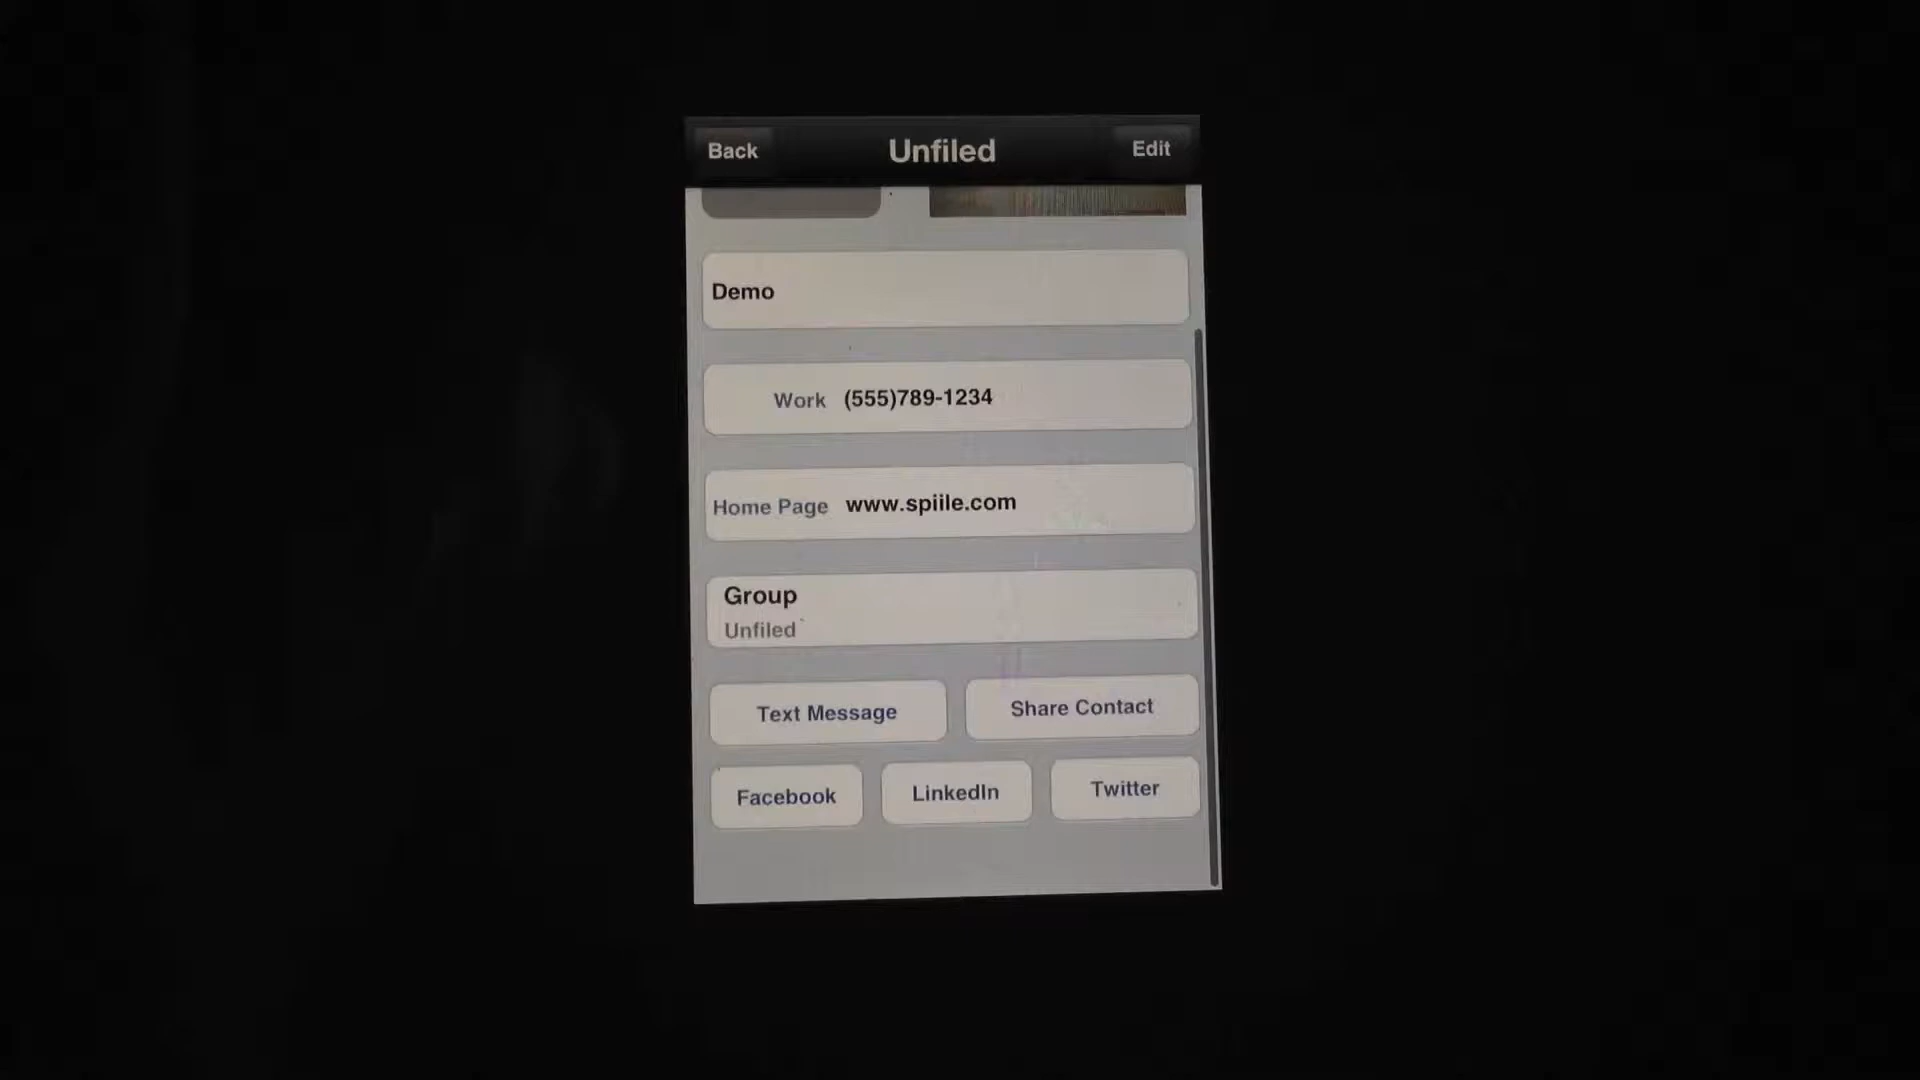 Back Unfiled Edit
Demo
Work (555)789-1234
Home Page www.spiile.com
Group
Unfiled
Text Message Share Contact
Facebook LinkedIn Twitter